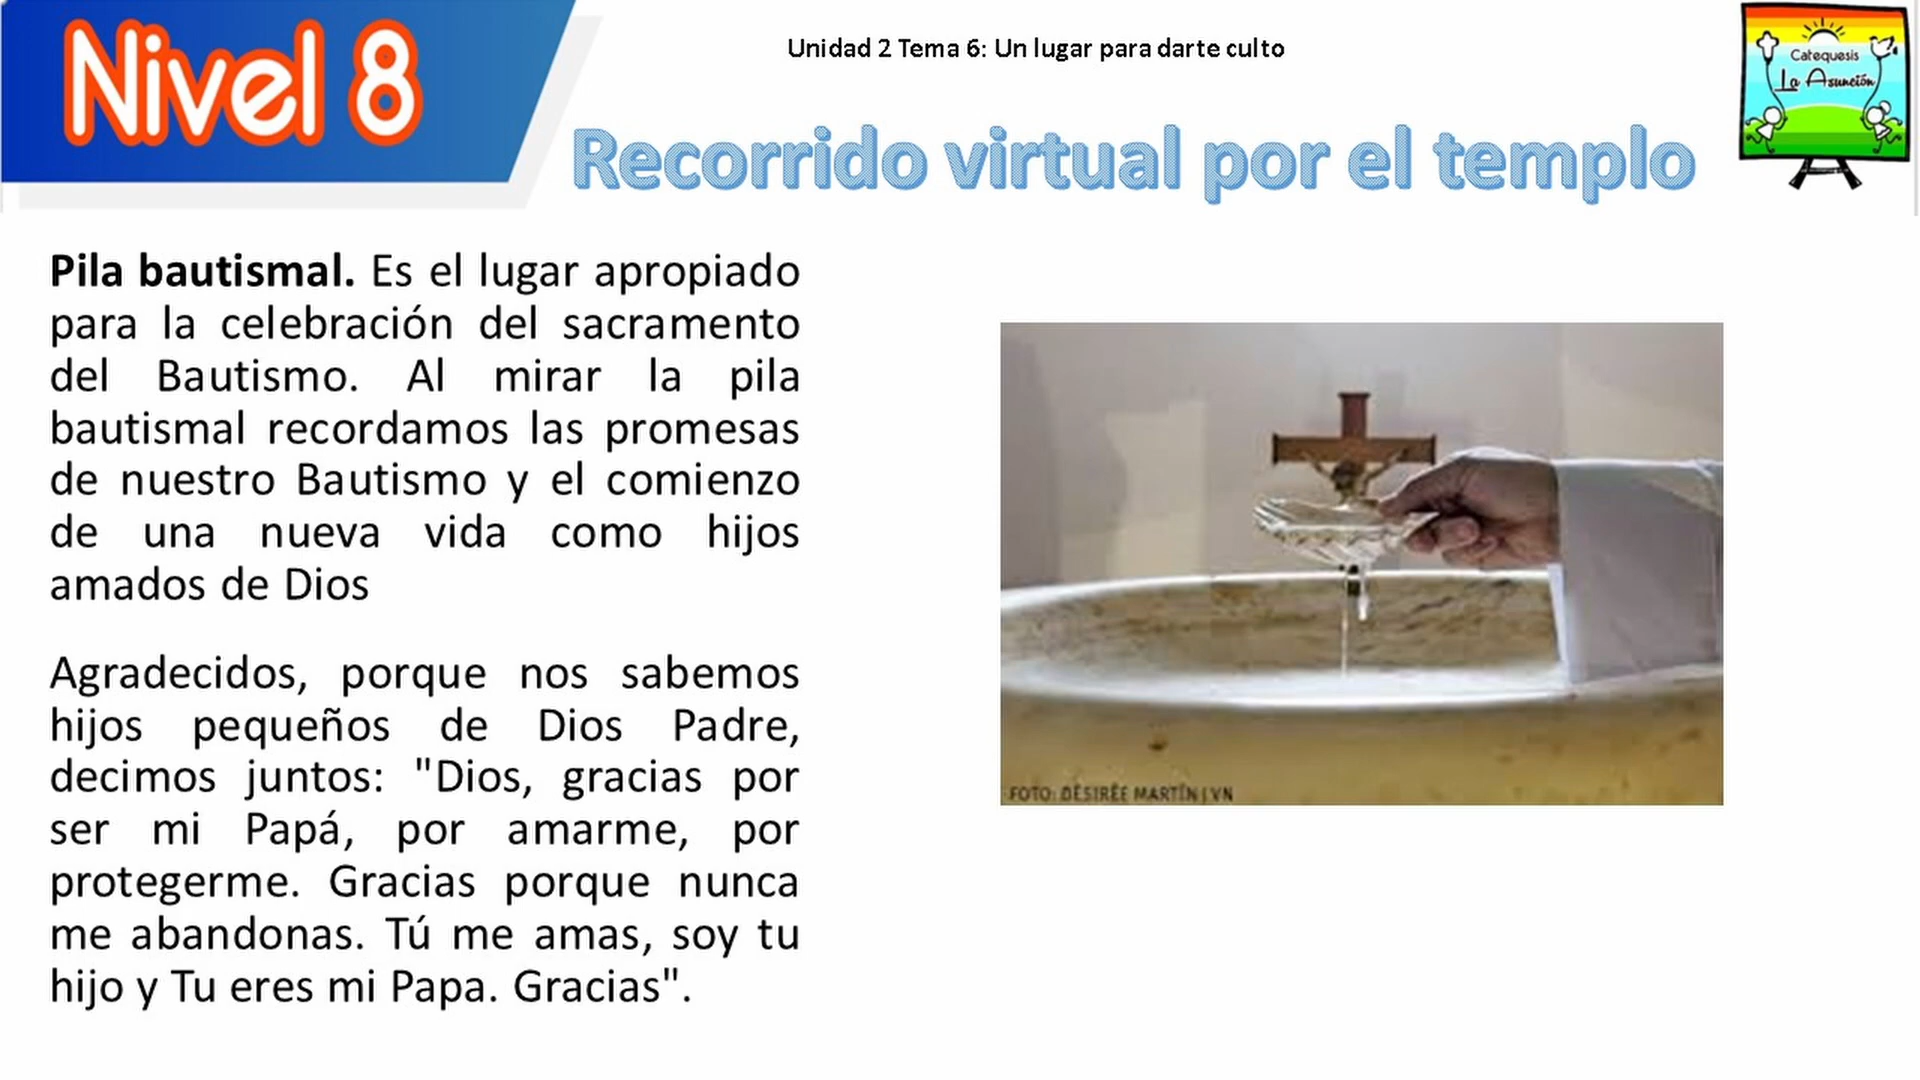 Nivel 8
Unidad 2 Tema 6: Un lugar para darte culto
Catequesis
La Asunción
Recorrido virtual por el templo
Pila bautismal. Es el lugar apropiado
para la celebración del sacramento
del Bautismo. Al mirar la pila
bautismal recordamos las promesas
de nuestro Bautismo y el comienzo
de una nueva vida como hijos
amados de Dios
Agradecidos, porque nos sabemos
hijos pequeños de Dios Padre,
decimos juntos: "Dios, gracias por
ser mi Papá, por amarme, por
protegerme. Gracias porque nunca
me abandonas. Tú me amas, soy tu
hijo y Tu eres mi Papa. Gracias".
FOTO: DÉSIRÉE MARTÍN | VN